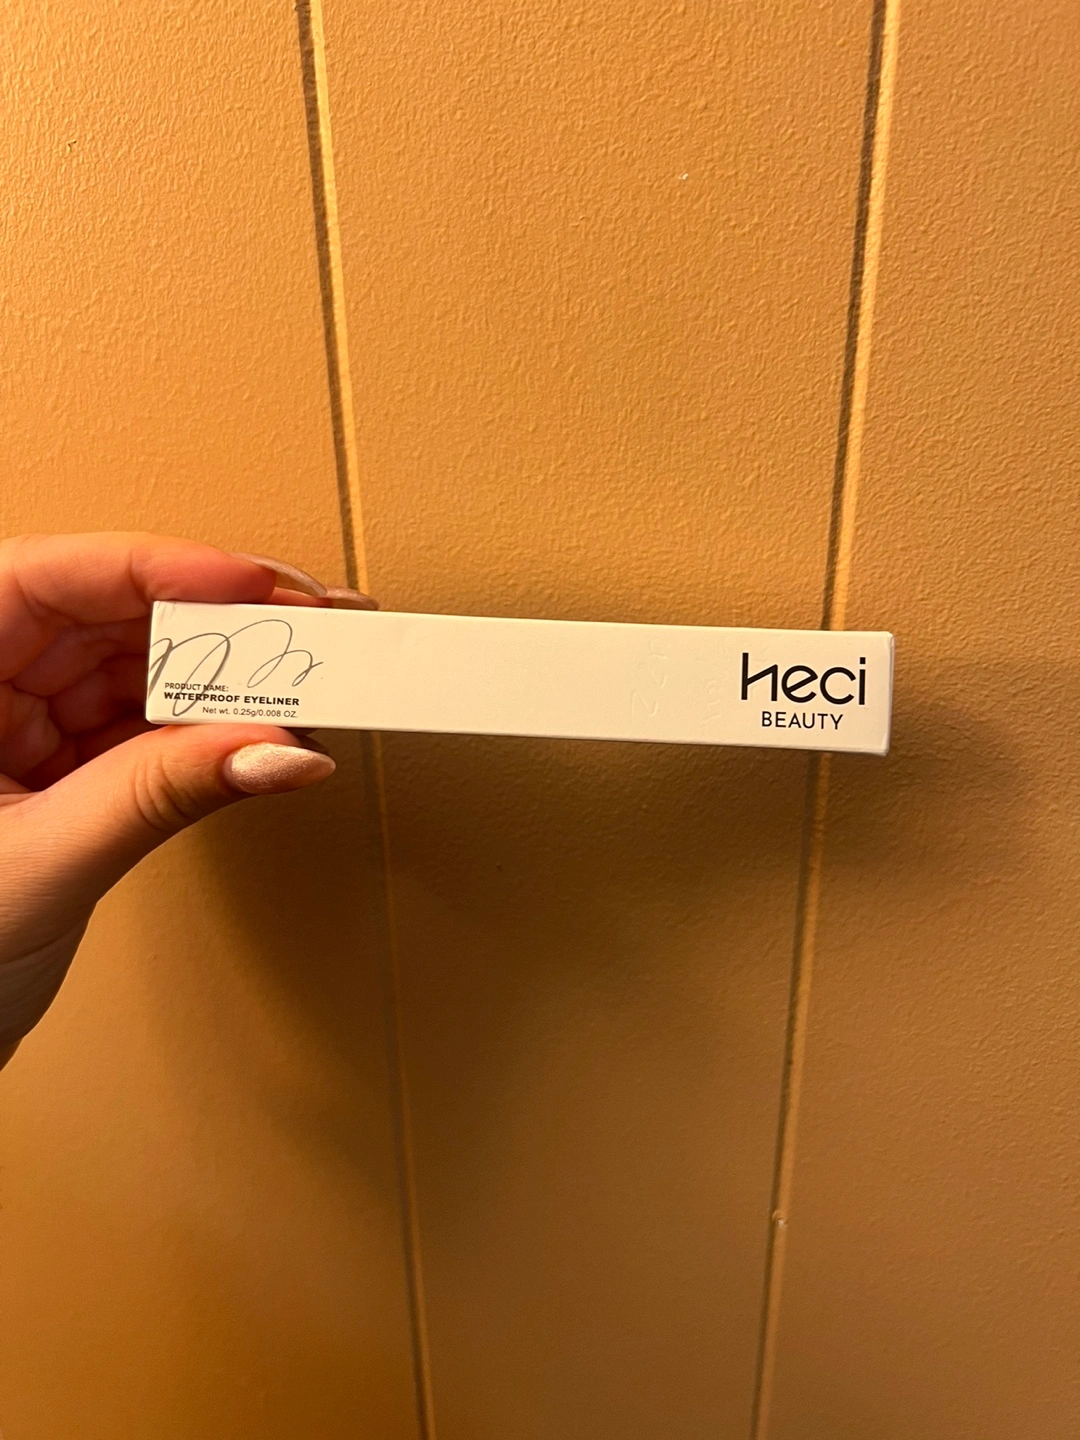 PRODUCT NAME:
WATERPROOF EYELINER
Net wt. 0.25g/0.008 OZ.
heci
BEAUTY